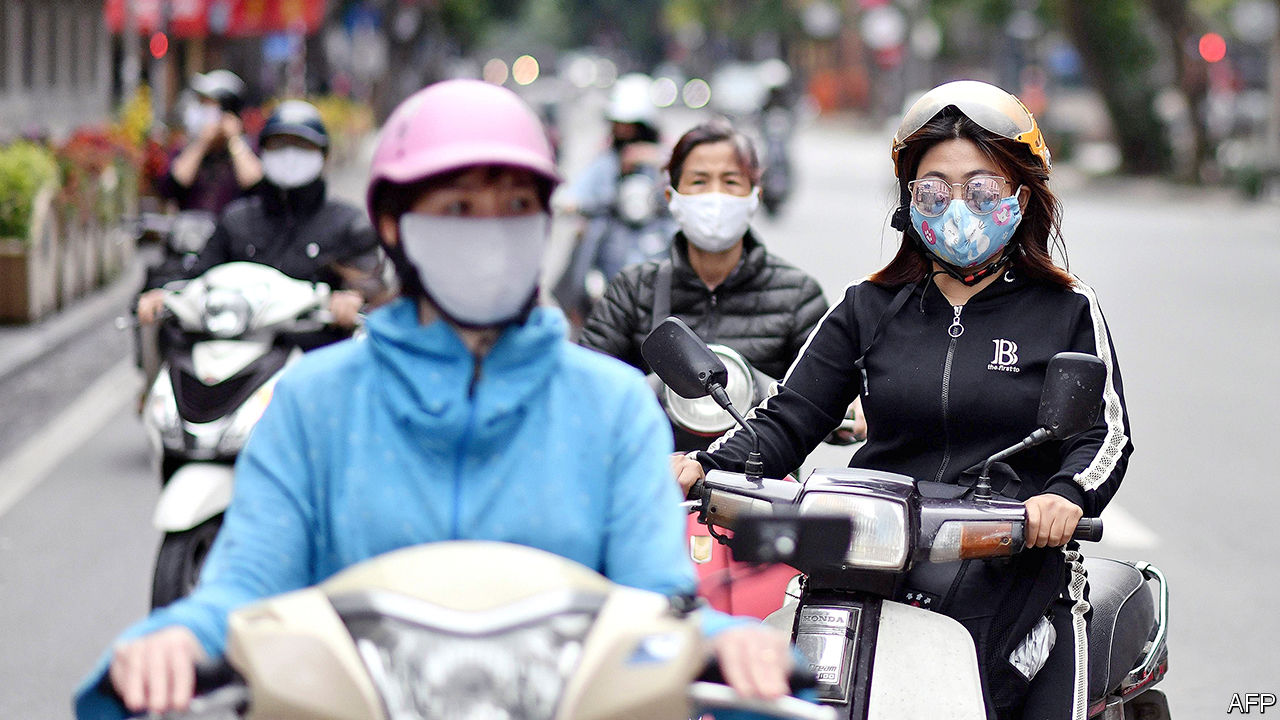 B
the.first to
HONDA
Dream
AFP